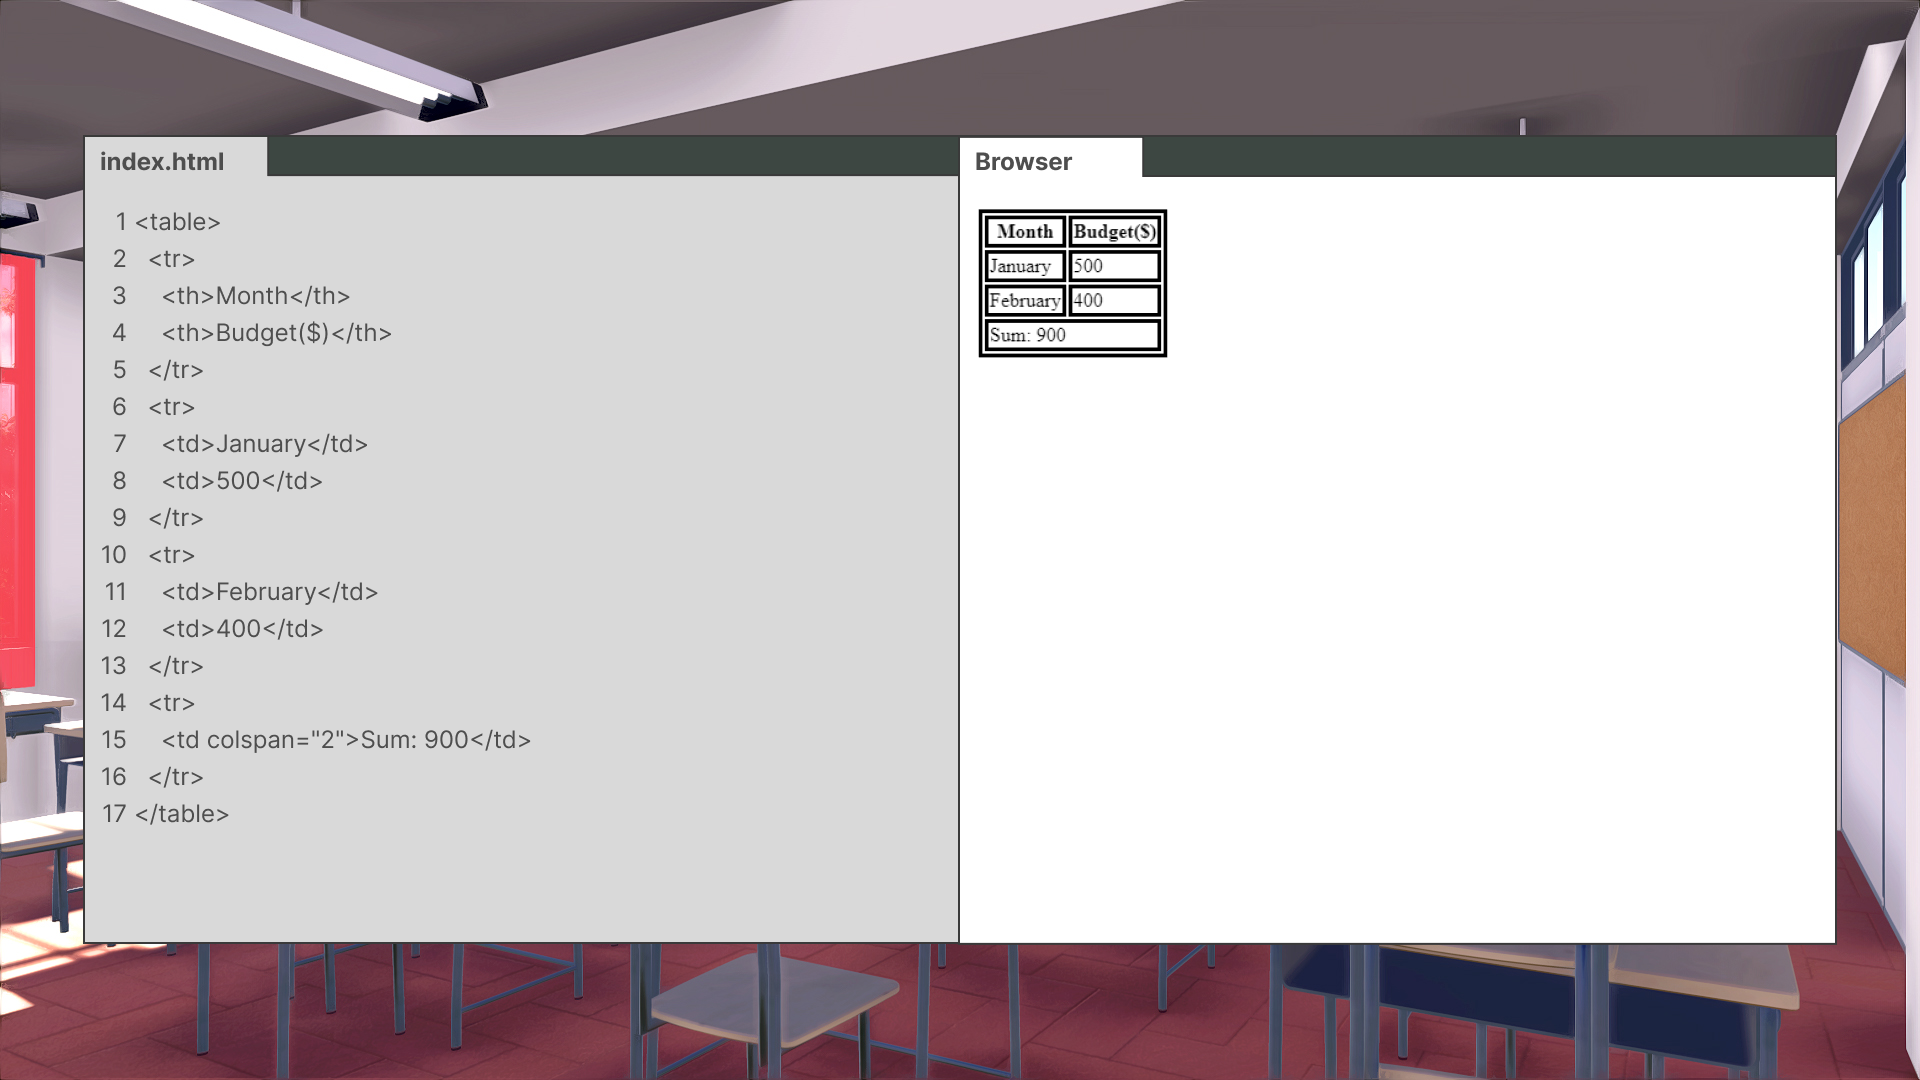 index.html
1 <table>
2 <tr>
3 <th>Month</th>
4 <th>Budget($)</th>
5 </tr>
6 <tr>
7 <td>January</td>
8 <td>500</td>
9 </tr>
10 <tr>
11 <td>February</td>
12 <td>400</td>
13 </tr>
14 <tr>
15 <td colspan="2">Sum: 900</td>
16 </tr>
17 </table>
Browser
Month Budget($)
January 500
February 400
Sum: 900